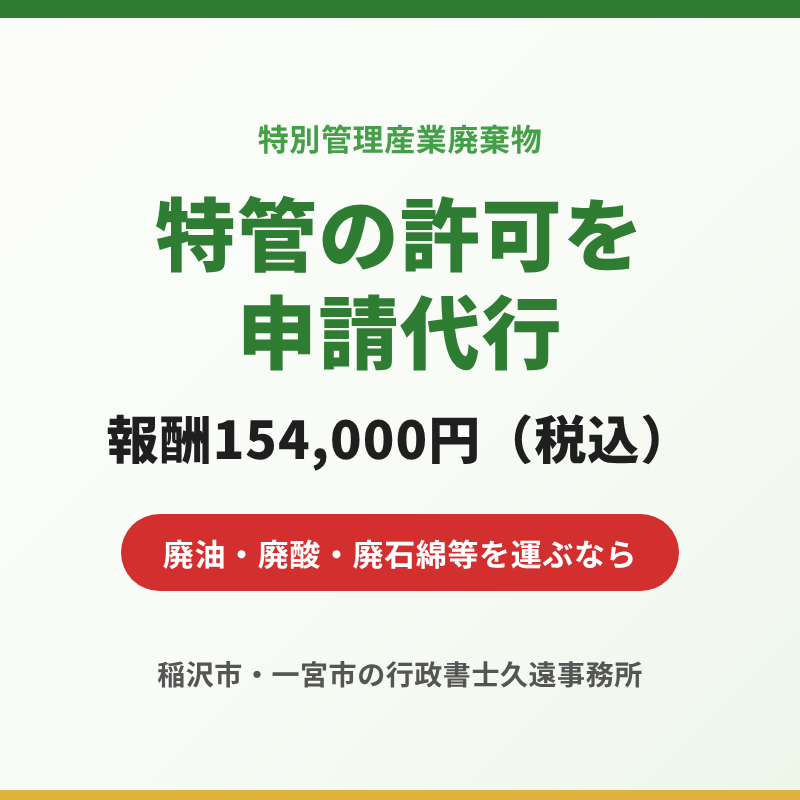 特別管理産業廃棄物
特管の許可を
申請代行
報酬154,000円（税込）
廃油・廃酸・廃石綿等を運ぶなら
稲沢市・一宮市の行政書士久遠事務所